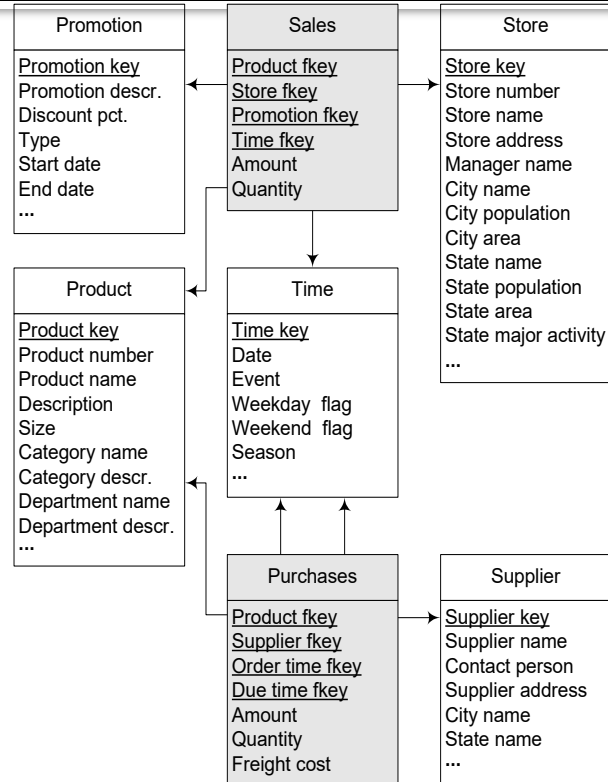 Promotion
Promotion key
Promotion descr.
Discount pct.
Type
Start date
End date
...
Sales
Product fkey
Store fkey
Promotion fkey
Time fkey
Amount
Quantity
Store
Store key
Store number
Store name
Store address
Manager name
City name
City population
City area
State name
State population
State area
State major activity
...
Product
Product key
Product number
Product name
Description
Size
Category name
Category descr.
Department name
Department descr.
...
Time
Time key
Date
Event
Weekday flag
Weekend flag
Season
...
Purchases
Product fkey
Supplier fkey
Order time fkey
Due time fkey
Amount
Quantity
Freight cost
Supplier
Supplier key
Supplier name
Contact person
Supplier address
City name
State name
...